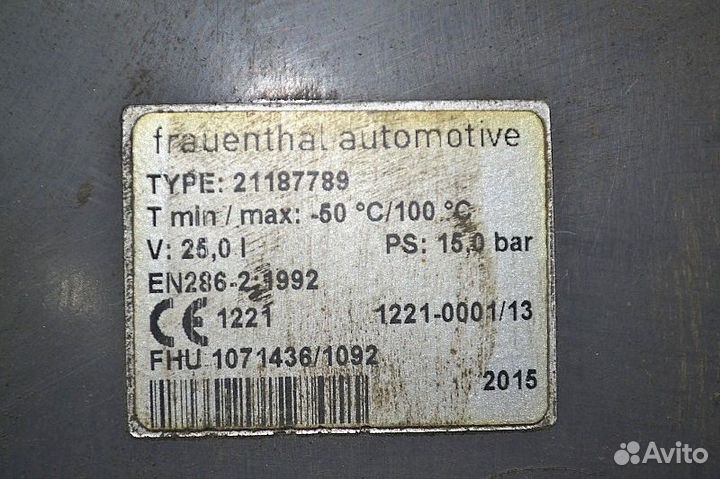 frauenthal automotive
TYPE: 21187789
T min / max: -50 °C/100 °C
V: 25,0 l PS: 15,0 bar
EN286-2:1992
CE 1221 1221-0001/13
FHU 1071436/1092
2015
Avito